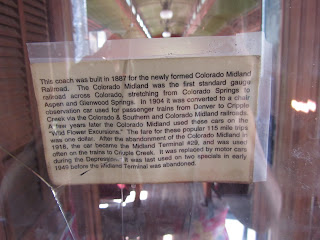 This coach was built in 1887 for the newly formed Colorado Midland
Railroad. The Colorado Midland was the first standard gauge
railroad across Colorado, stretching from Colorado Springs to
Aspen and Glenwood Springs. In 1904 it was converted to a chair
observation car used for passenger trains from Denver to Cripple
Creek via the Colorado & Southern and Colorado Midland railroads.
A few years later the Colorado Midland used these cars on the
"Wild Flower Excursions." The fare for these popular 115 mile trips
was one dollar. After the abandonment of the Colorado Midland in
1918, the car became the Midland Terminal #29, and was used
often on the trains to Cripple Creek. It was replaced by motor cars
during the Depression. It was last used on two specials in early
1949 before the Midland Terminal was abandoned.